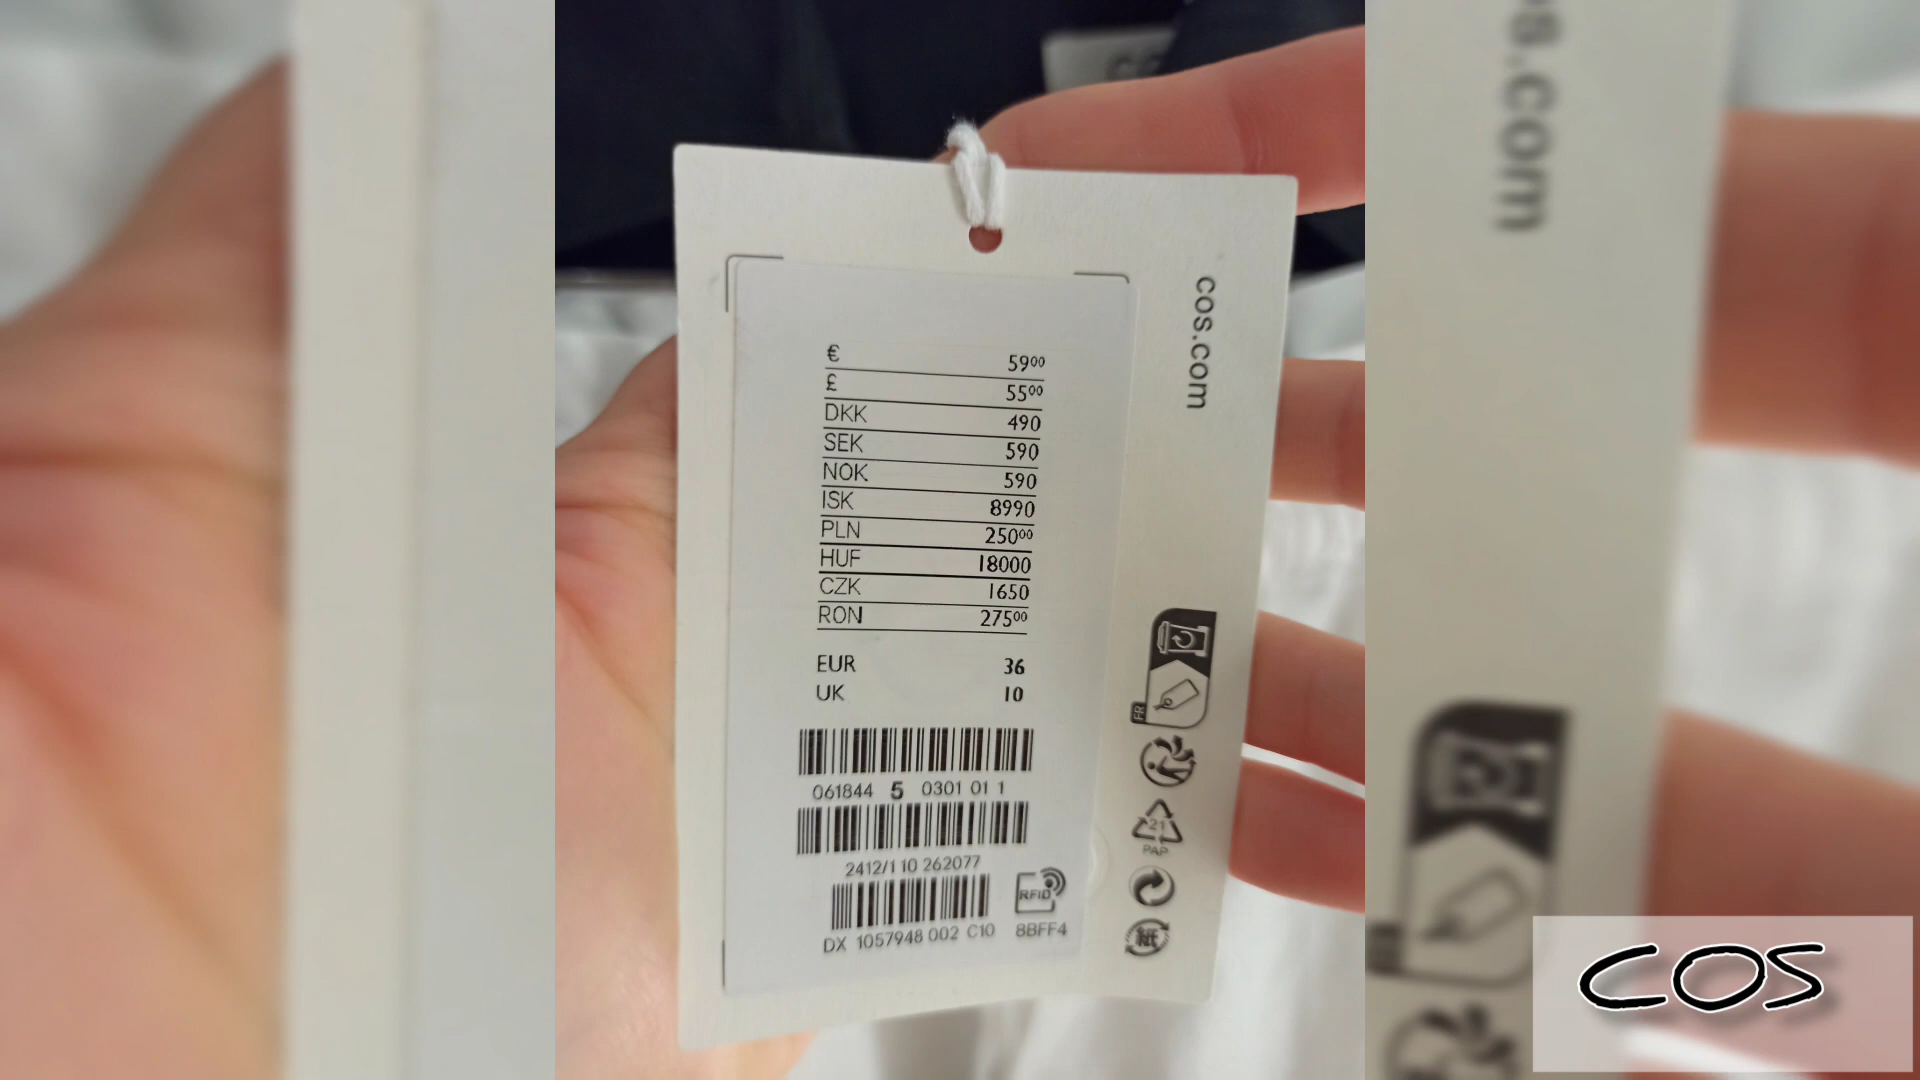 cos.com
€ 59⁰⁰
£ 55⁰⁰
DKK 490
SEK 590
NOK 590
ISK 8990
PLN 250⁰⁰
HUF 18000
CZK 1650
RON 275⁰⁰
EUR 36
UK 10
061844 5 0301 01 1
2412/1 10 262077
RFID
DX 1057948 002 C10 8BFF4
FR
21
PAP
紙
s.com
COS